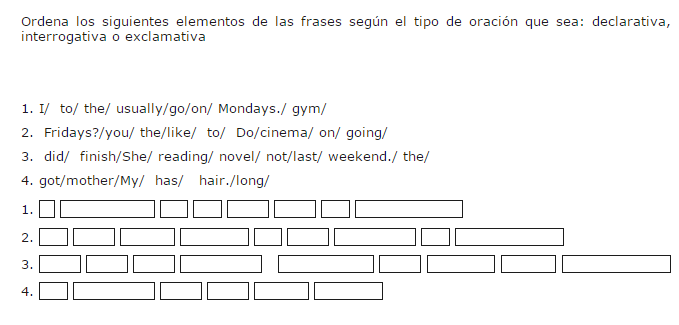 Ordena los siguientes elementos de las frases según el tipo de oración que sea: declarativa,
interrogativa o exclamativa
1. I/ to/ the/ usually/go/on/ Mondays./ gym/
2. Fridays?/you/ the/like/ to/ Do/cinema/ on/ going/
3. did/ finish/She/ reading/ novel/ not/last/ weekend./ the/
4. got/mother/My/ has/ hair./long/
1.
2.
3.
4.